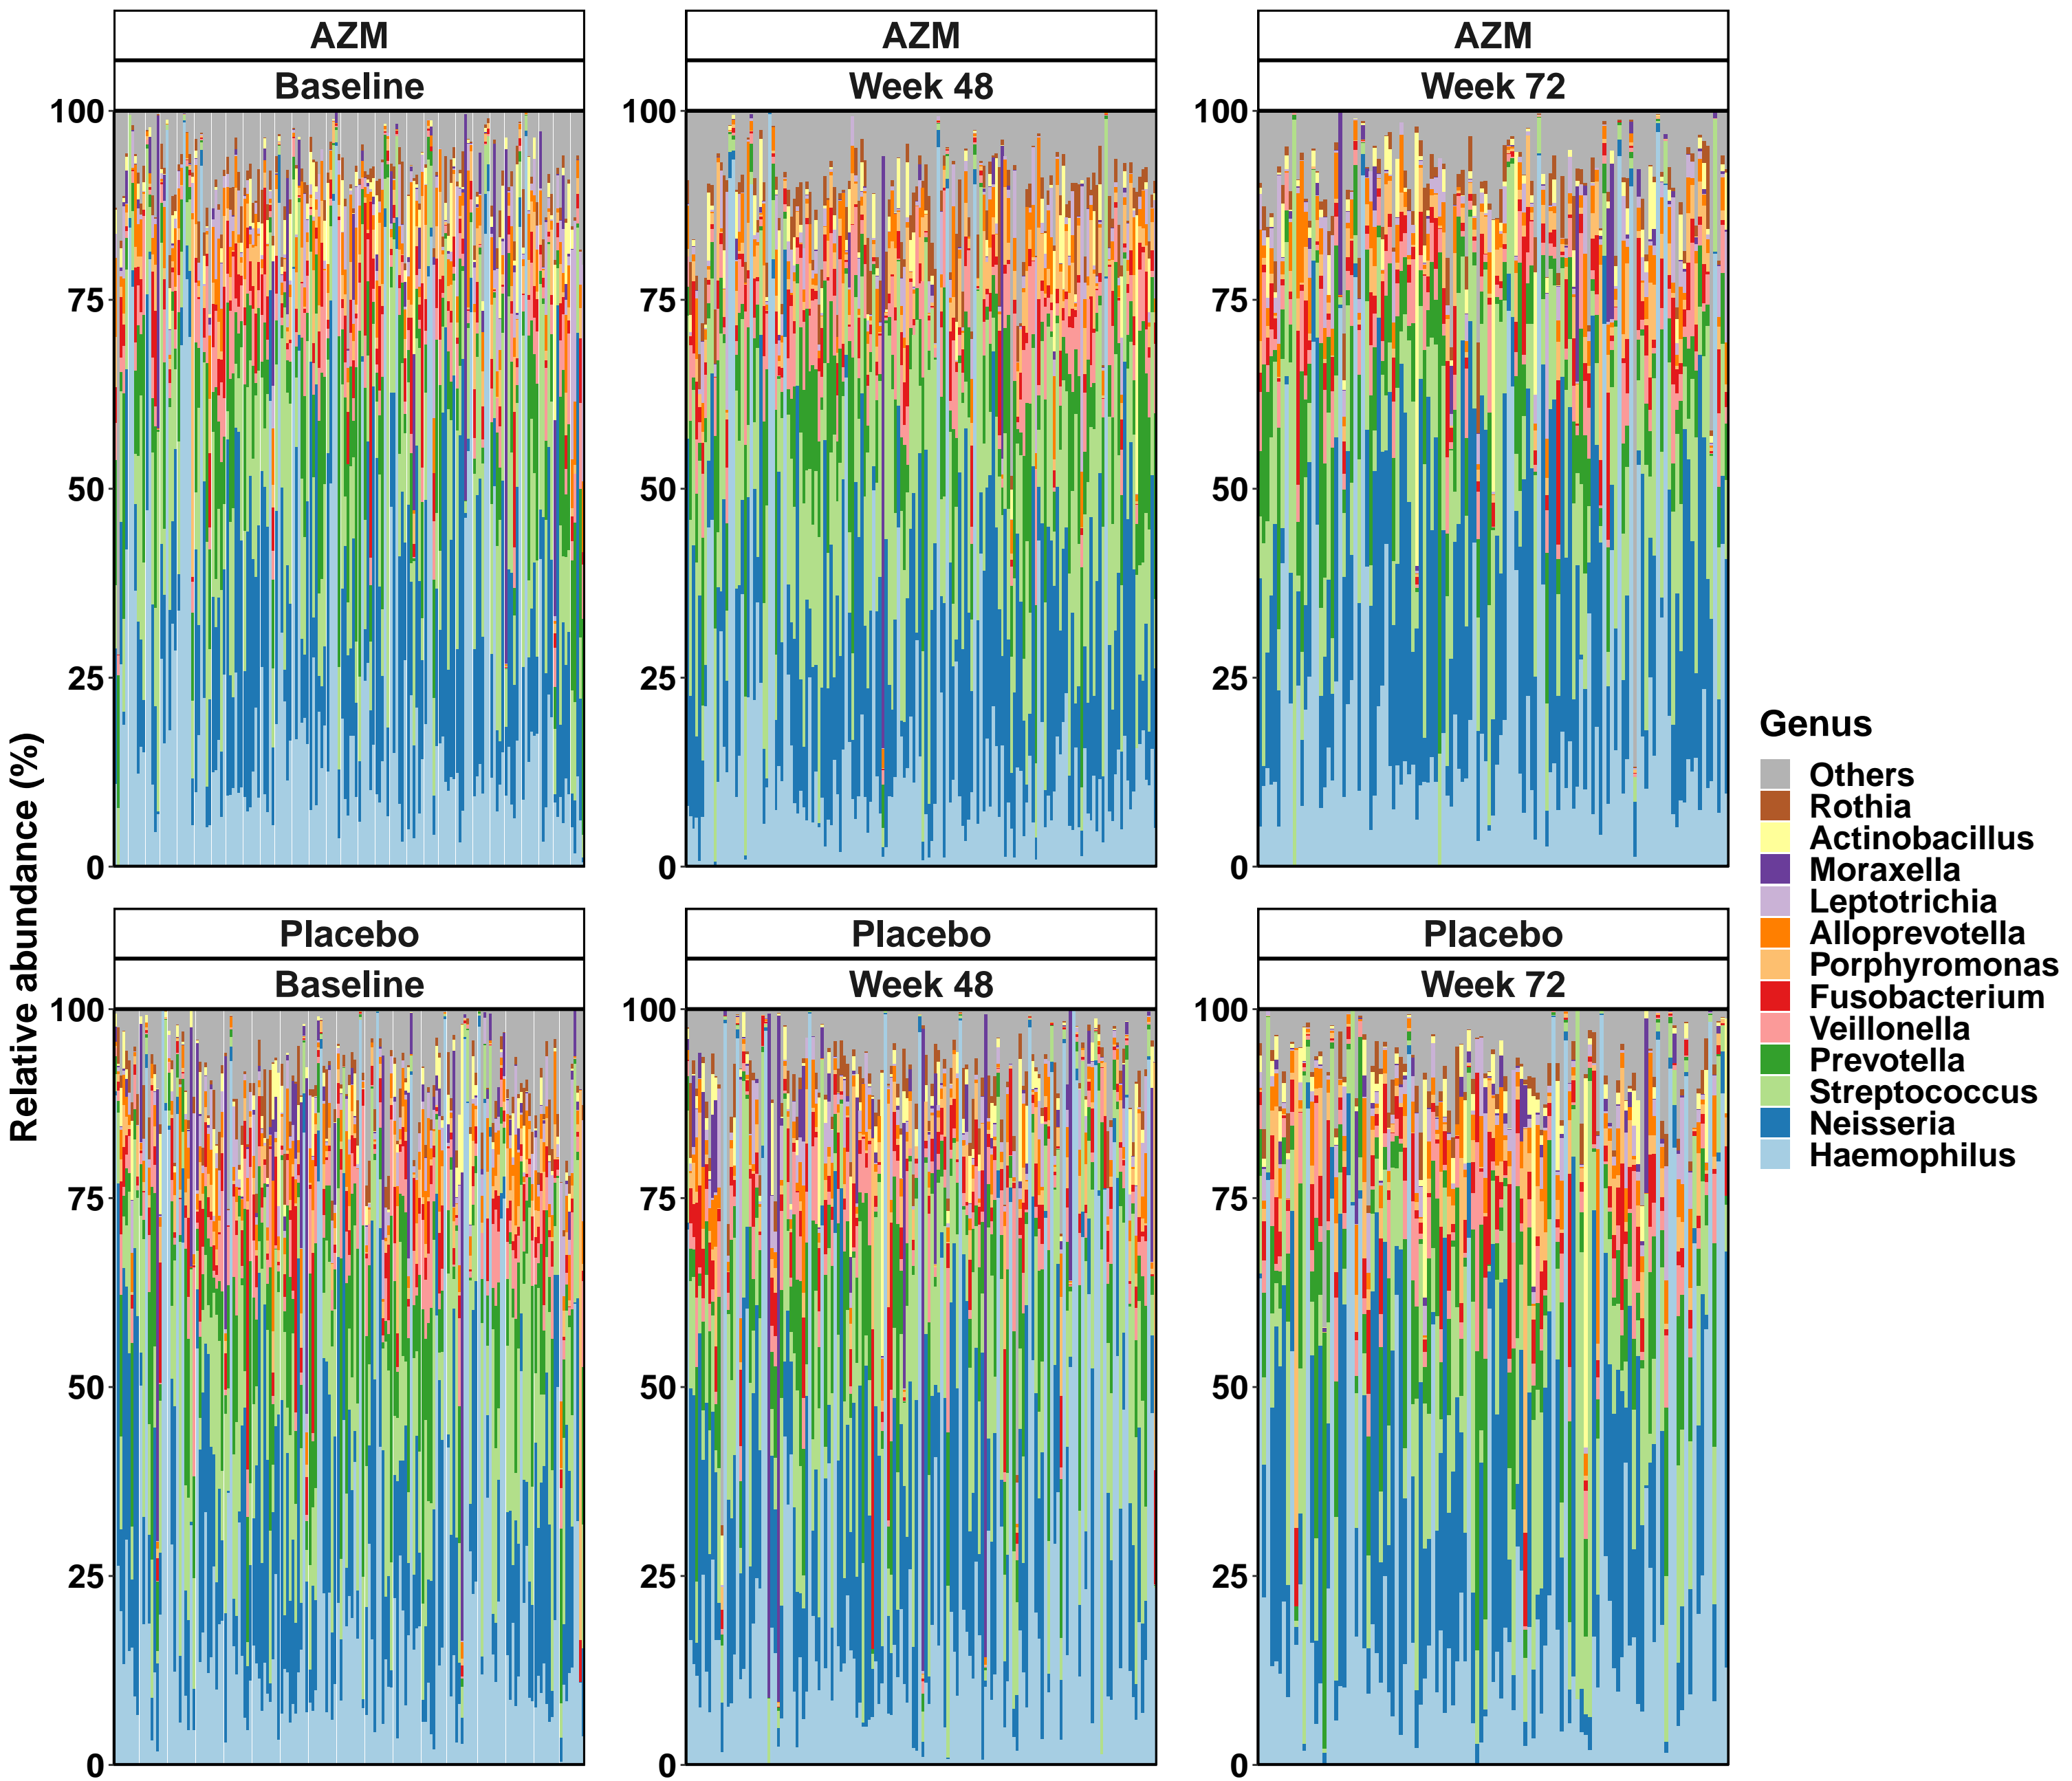 AZM
Baseline
100
75
50
25
0
AZM
Week 48
100
75
50
25
0
AZM
Week 72
100
75
50
25
0
Relative abundance (%)
Placebo
Baseline
100
75
50
25
0
Placebo
Week 48
100
75
50
25
0
Placebo
Week 72
100
75
50
25
0
Genus
Others
Rothia
Actinobacillus
Moraxella
Leptotrichia
Alloprevotella
Porphyromonas
Fusobacterium
Veillonella
Prevotella
Streptococcus
Neisseria
Haemophilus